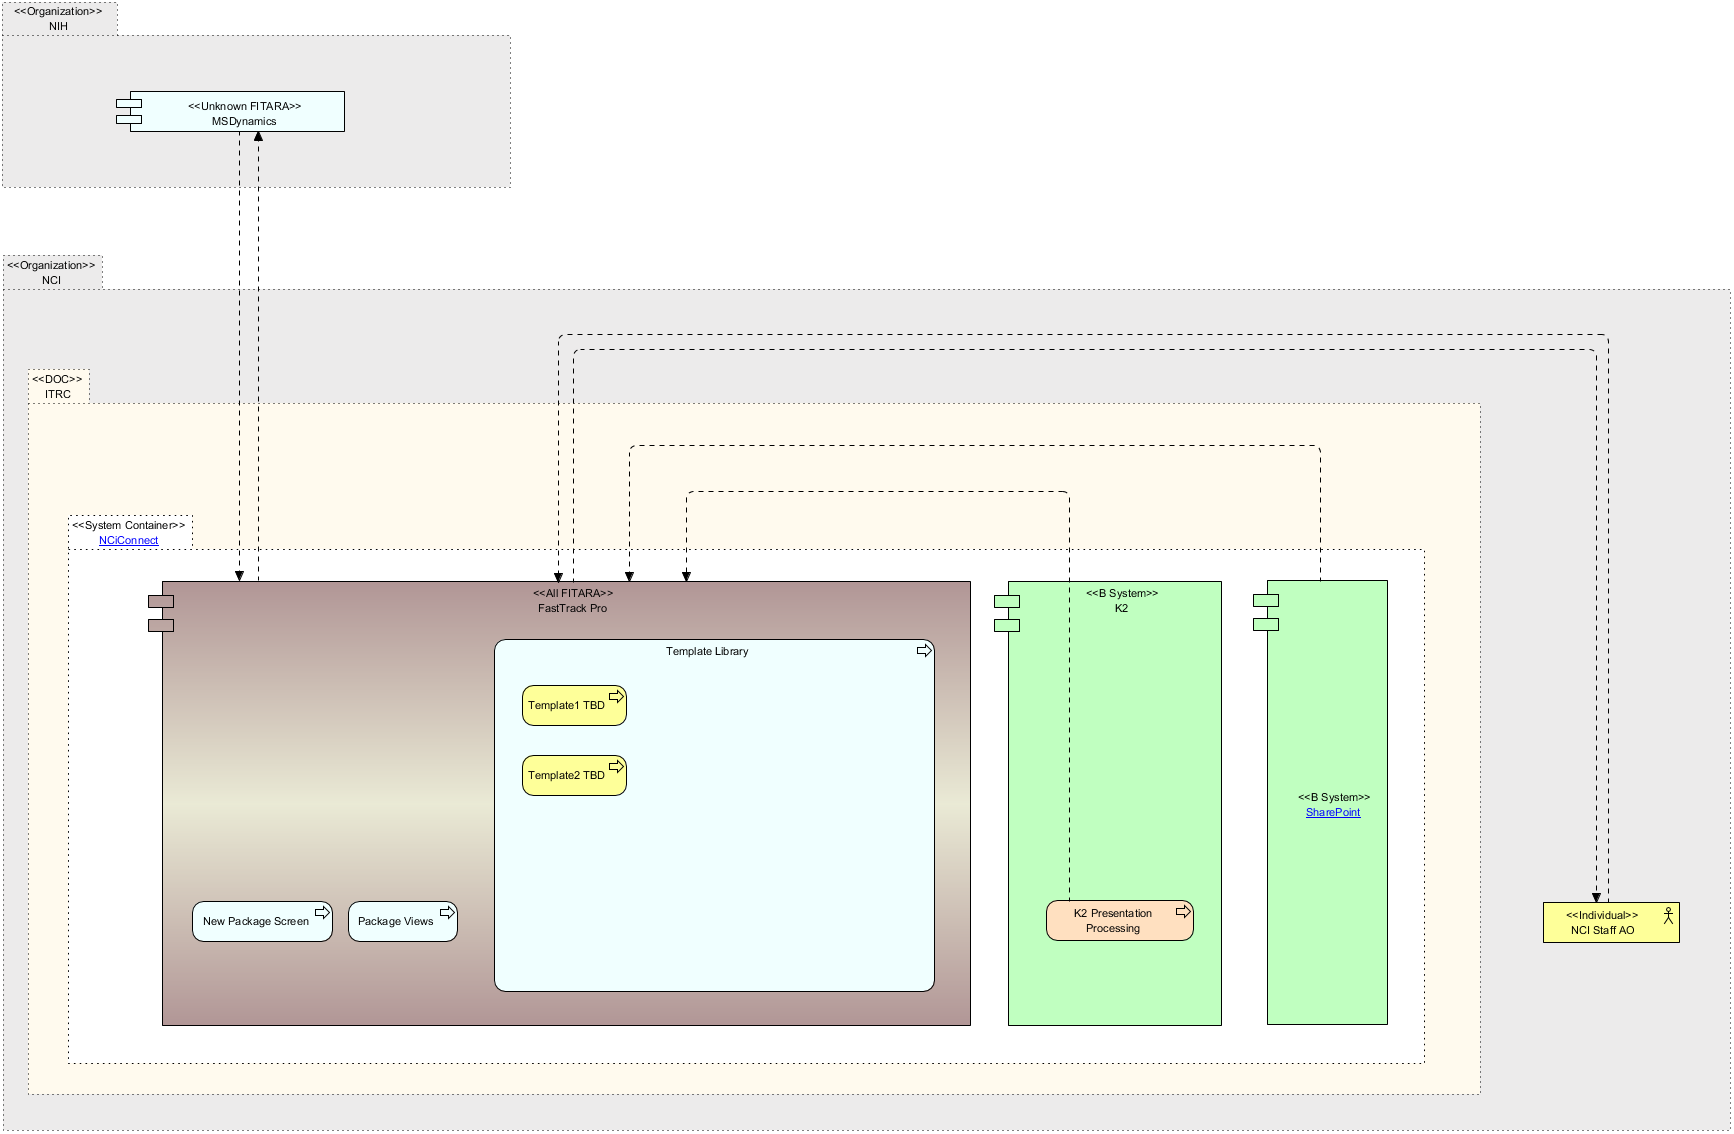 <<Organization>>
NIH
<<Unknown FITARA>>
MSDynamics
<<Organization>>
NCI
<<DOC>>
ITRC
<<System Container>>
NCiConnect
<<All FITARA>>
FastTrack Pro
Template Library
Template1 TBD
Template2 TBD
New Package Screen
Package Views
<<B System>>
K2
K2 Presentation
Processing
<<B System>>
SharePoint
<<Individual>>
NCI Staff AO